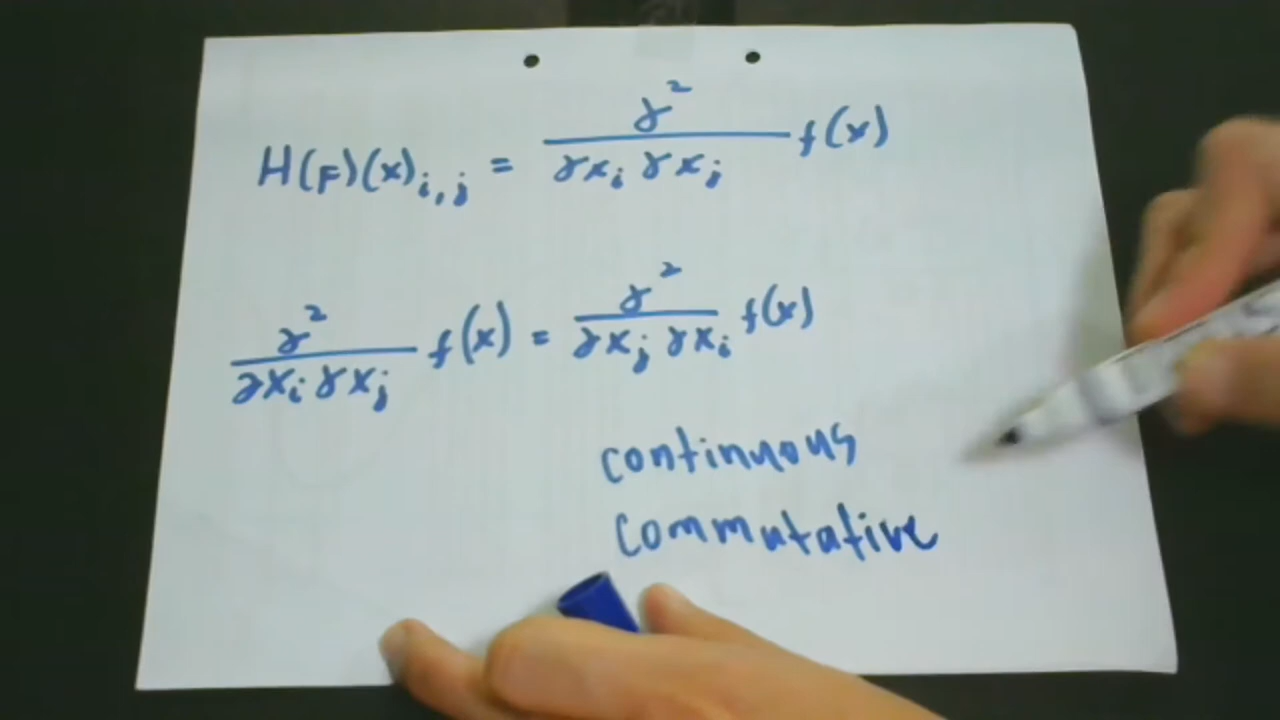 H(F)(x)i,j = ∂² / ∂xi ∂xj f(x)
∂² / ∂xi ∂xj f(x) = ∂² / ∂xj ∂xi f(x)
continuous
commutative